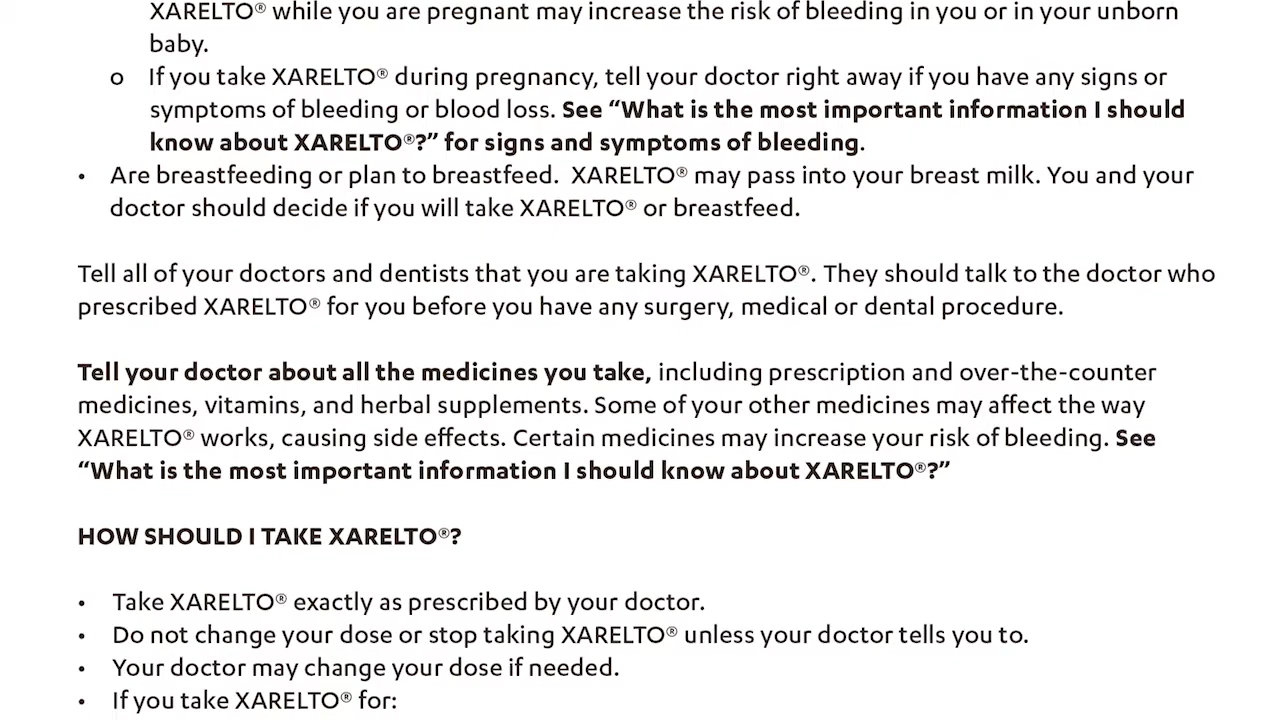 XARELTO® while you are pregnant may increase the risk of bleeding in you or in your unborn
baby.
o If you take XARELTO® during pregnancy, tell your doctor right away if you have any signs or
symptoms of bleeding or blood loss. See “What is the most important information I should
know about XARELTO®?” for signs and symptoms of bleeding.
• Are breastfeeding or plan to breastfeed.  XARELTO® may pass into your breast milk. You and your
doctor should decide if you will take XARELTO® or breastfeed.
Tell all of your doctors and dentists that you are taking XARELTO®. They should talk to the doctor who
prescribed XARELTO® for you before you have any surgery, medical or dental procedure.
Tell your doctor about all the medicines you take, including prescription and over-the-counter
medicines, vitamins, and herbal supplements. Some of your other medicines may affect the way
XARELTO® works, causing side effects. Certain medicines may increase your risk of bleeding. See
“What is the most important information I should know about XARELTO®?”
HOW SHOULD I TAKE XARELTO®?
• Take XARELTO® exactly as prescribed by your doctor.
• Do not change your dose or stop taking XARELTO® unless your doctor tells you to.
• Your doctor may change your dose if needed.
• If you take XARELTO® for: